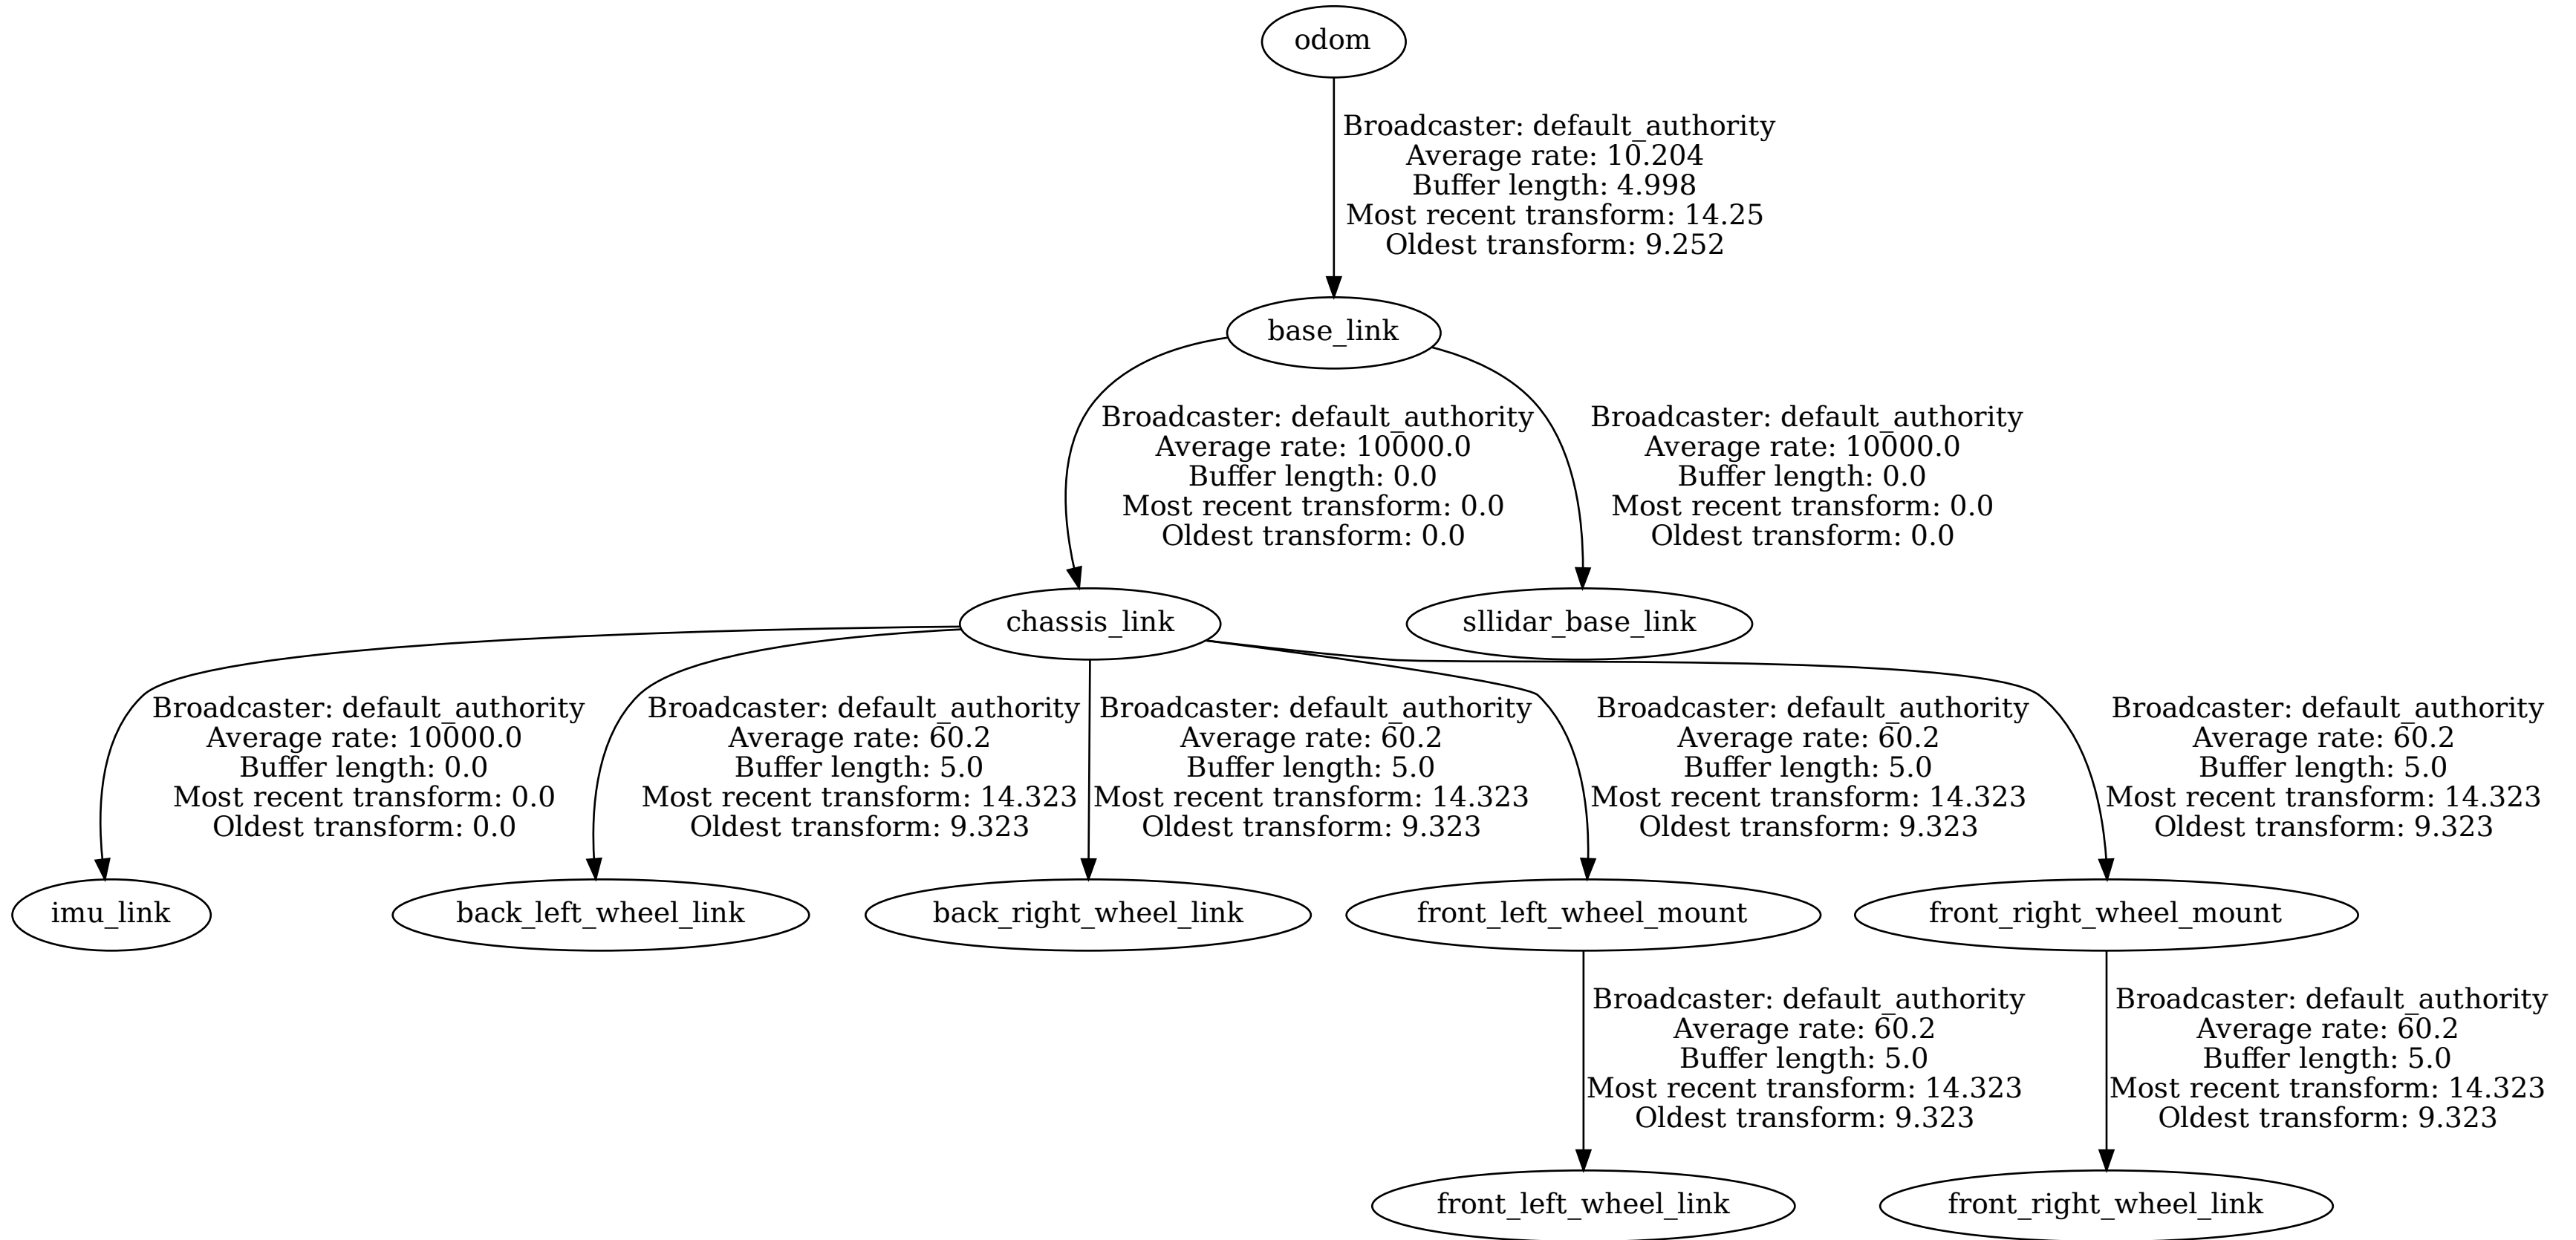 odom
Broadcaster: default_authority
Average rate: 10.204
Buffer length: 4.998
Most recent transform: 14.25
Oldest transform: 9.252
base_link
Broadcaster: default_authority
Average rate: 10000.0
Buffer length: 0.0
Most recent transform: 0.0
Oldest transform: 0.0
Broadcaster: default_authority
Average rate: 10000.0
Buffer length: 0.0
Most recent transform: 0.0
Oldest transform: 0.0
chassis_link
sllidar_base_link
Broadcaster: default_authority
Average rate: 10000.0
Buffer length: 0.0
Most recent transform: 0.0
Oldest transform: 0.0
Broadcaster: default_authority
Average rate: 60.2
Buffer length: 5.0
Most recent transform: 14.323
Oldest transform: 9.323
Broadcaster: default_authority
Average rate: 60.2
Buffer length: 5.0
Most recent transform: 14.323
Oldest transform: 9.323
Broadcaster: default_authority
Average rate: 60.2
Buffer length: 5.0
Most recent transform: 14.323
Oldest transform: 9.323
Broadcaster: default_authority
Average rate: 60.2
Buffer length: 5.0
Most recent transform: 14.323
Oldest transform: 9.323
imu_link
back_left_wheel_link
back_right_wheel_link
front_left_wheel_mount
front_right_wheel_mount
Broadcaster: default_authority
Average rate: 60.2
Buffer length: 5.0
Most recent transform: 14.323
Oldest transform: 9.323
Broadcaster: default_authority
Average rate: 60.2
Buffer length: 5.0
Most recent transform: 14.323
Oldest transform: 9.323
front_left_wheel_link
front_right_wheel_link